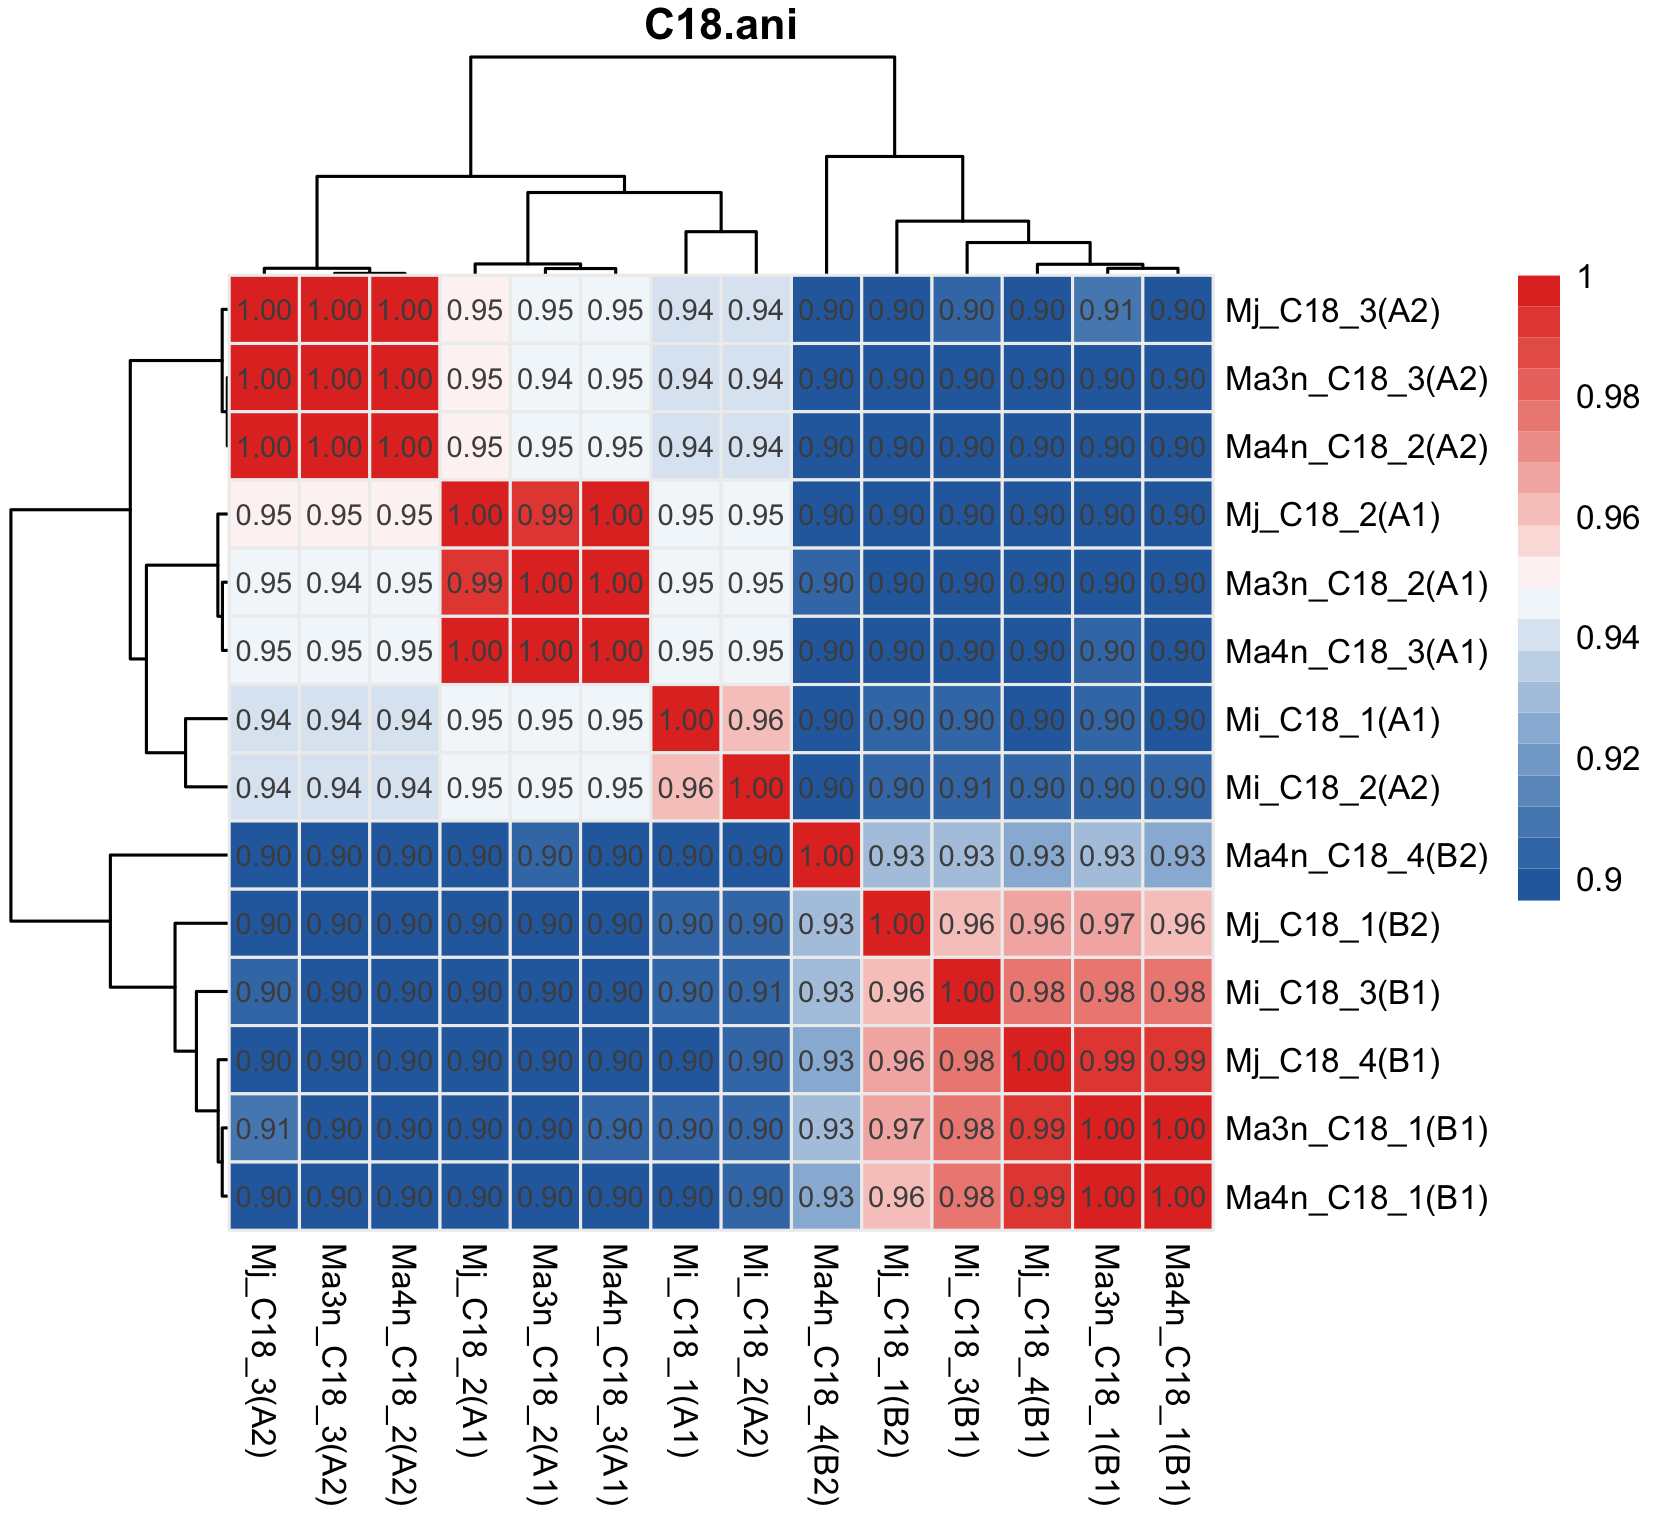 C18.ani
1.00 1.00 1.00 0.95 0.95 0.95 0.94 0.94 0.90 0.90 0.90 0.90 0.91 0.90 Mj_C18_3(A2)
1.00 1.00 1.00 0.95 0.94 0.95 0.94 0.94 0.90 0.90 0.90 0.90 0.90 0.90 Ma3n_C18_3(A2)
1.00 1.00 1.00 0.95 0.95 0.95 0.94 0.94 0.90 0.90 0.90 0.90 0.90 0.90 Ma4n_C18_2(A2)
0.95 0.95 0.95 1.00 0.99 1.00 0.95 0.95 0.90 0.90 0.90 0.90 0.90 0.90 Mj_C18_2(A1)
0.95 0.94 0.95 0.99 1.00 1.00 0.95 0.95 0.90 0.90 0.90 0.90 0.90 0.90 Ma3n_C18_2(A1)
0.95 0.95 0.95 1.00 1.00 1.00 0.95 0.95 0.90 0.90 0.90 0.90 0.90 0.90 Ma4n_C18_3(A1)
0.94 0.94 0.94 0.95 0.95 0.95 1.00 0.96 0.90 0.90 0.90 0.90 0.90 0.90 Mi_C18_1(A1)
0.94 0.94 0.94 0.95 0.95 0.95 0.96 1.00 0.90 0.90 0.91 0.90 0.90 0.90 Mi_C18_2(A2)
0.90 0.90 0.90 0.90 0.90 0.90 0.90 0.90 1.00 0.93 0.93 0.93 0.93 0.93 Ma4n_C18_4(B2)
0.90 0.90 0.90 0.90 0.90 0.90 0.90 0.90 0.93 1.00 0.96 0.96 0.97 0.96 Mj_C18_1(B2)
0.90 0.90 0.90 0.90 0.90 0.90 0.90 0.91 0.93 0.96 1.00 0.98 0.98 0.98 Mi_C18_3(B1)
0.90 0.90 0.90 0.90 0.90 0.90 0.90 0.90 0.93 0.96 0.98 1.00 0.99 0.99 Mj_C18_4(B1)
0.91 0.90 0.90 0.90 0.90 0.90 0.90 0.90 0.93 0.97 0.98 0.99 1.00 1.00 Ma3n_C18_1(B1)
0.90 0.90 0.90 0.90 0.90 0.90 0.90 0.90 0.93 0.96 0.98 0.99 1.00 1.00 Ma4n_C18_1(B1)
Mj_C18_3(A2)
Ma3n_C18_3(A2)
Ma4n_C18_2(A2)
Mj_C18_2(A1)
Ma3n_C18_2(A1)
Ma4n_C18_3(A1)
Mi_C18_1(A1)
Mi_C18_2(A2)
Ma4n_C18_4(B2)
Mj_C18_1(B2)
Mi_C18_3(B1)
Mj_C18_4(B1)
Ma3n_C18_1(B1)
Ma4n_C18_1(B1)
1
0.98
0.96
0.94
0.92
0.9